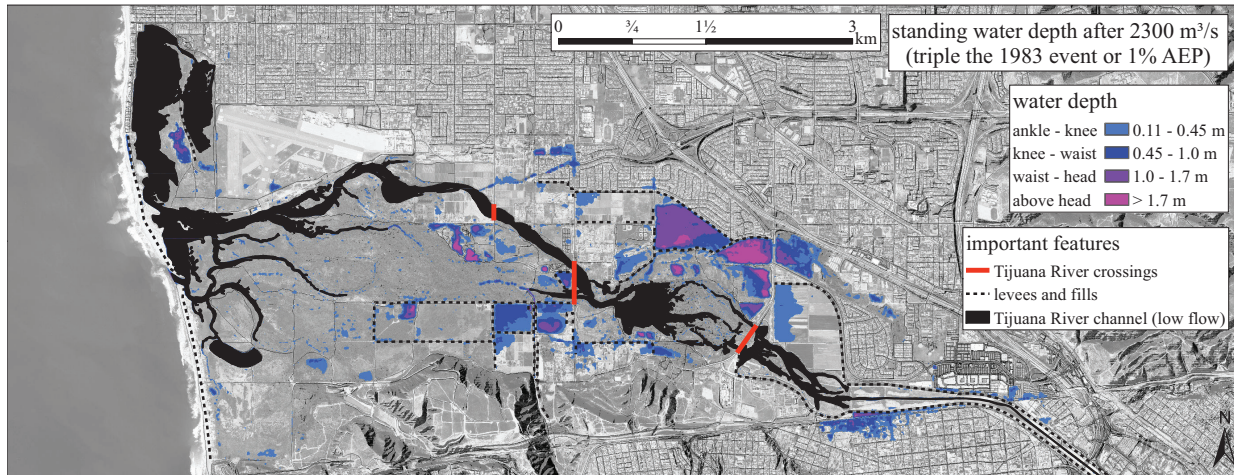 0 ¾ 1½ 3
km
standing water depth after 2300 m³/s
(triple the 1983 event or 1% AEP)
water depth
ankle - knee 0.11 - 0.45 m
knee - waist 0.45 - 1.0 m
waist - head 1.0 - 1.7 m
above head > 1.7 m
important features
Tijuana River crossings
levees and fills
Tijuana River channel (low flow)
N